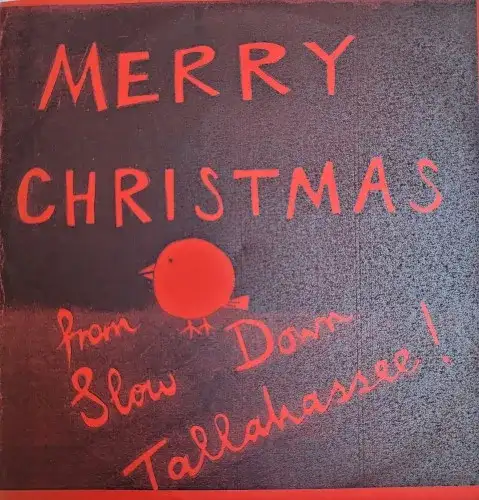 MERRY
CHRISTMAS
from
Slow Down
Tallahassee!